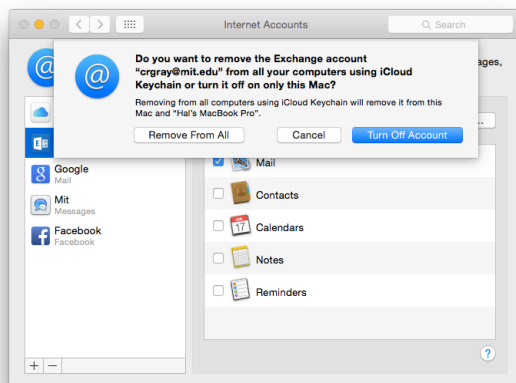 Internet Accounts
Search
Do you want to remove the Exchange account
"crgray@mit.edu" from all your computers using iCloud
Keychain or turn it off on only this Mac?
Removing from all computers using iCloud Keychain will remove it from this
Mac and "Hal's MacBook Pro".
Remove From All
Cancel
Turn Off Account
ages,
...
Google
Mail
Mit
Messages
Facebook
Facebook
Mail
Contacts
JUL
17
Calendars
Notes
Reminders
?